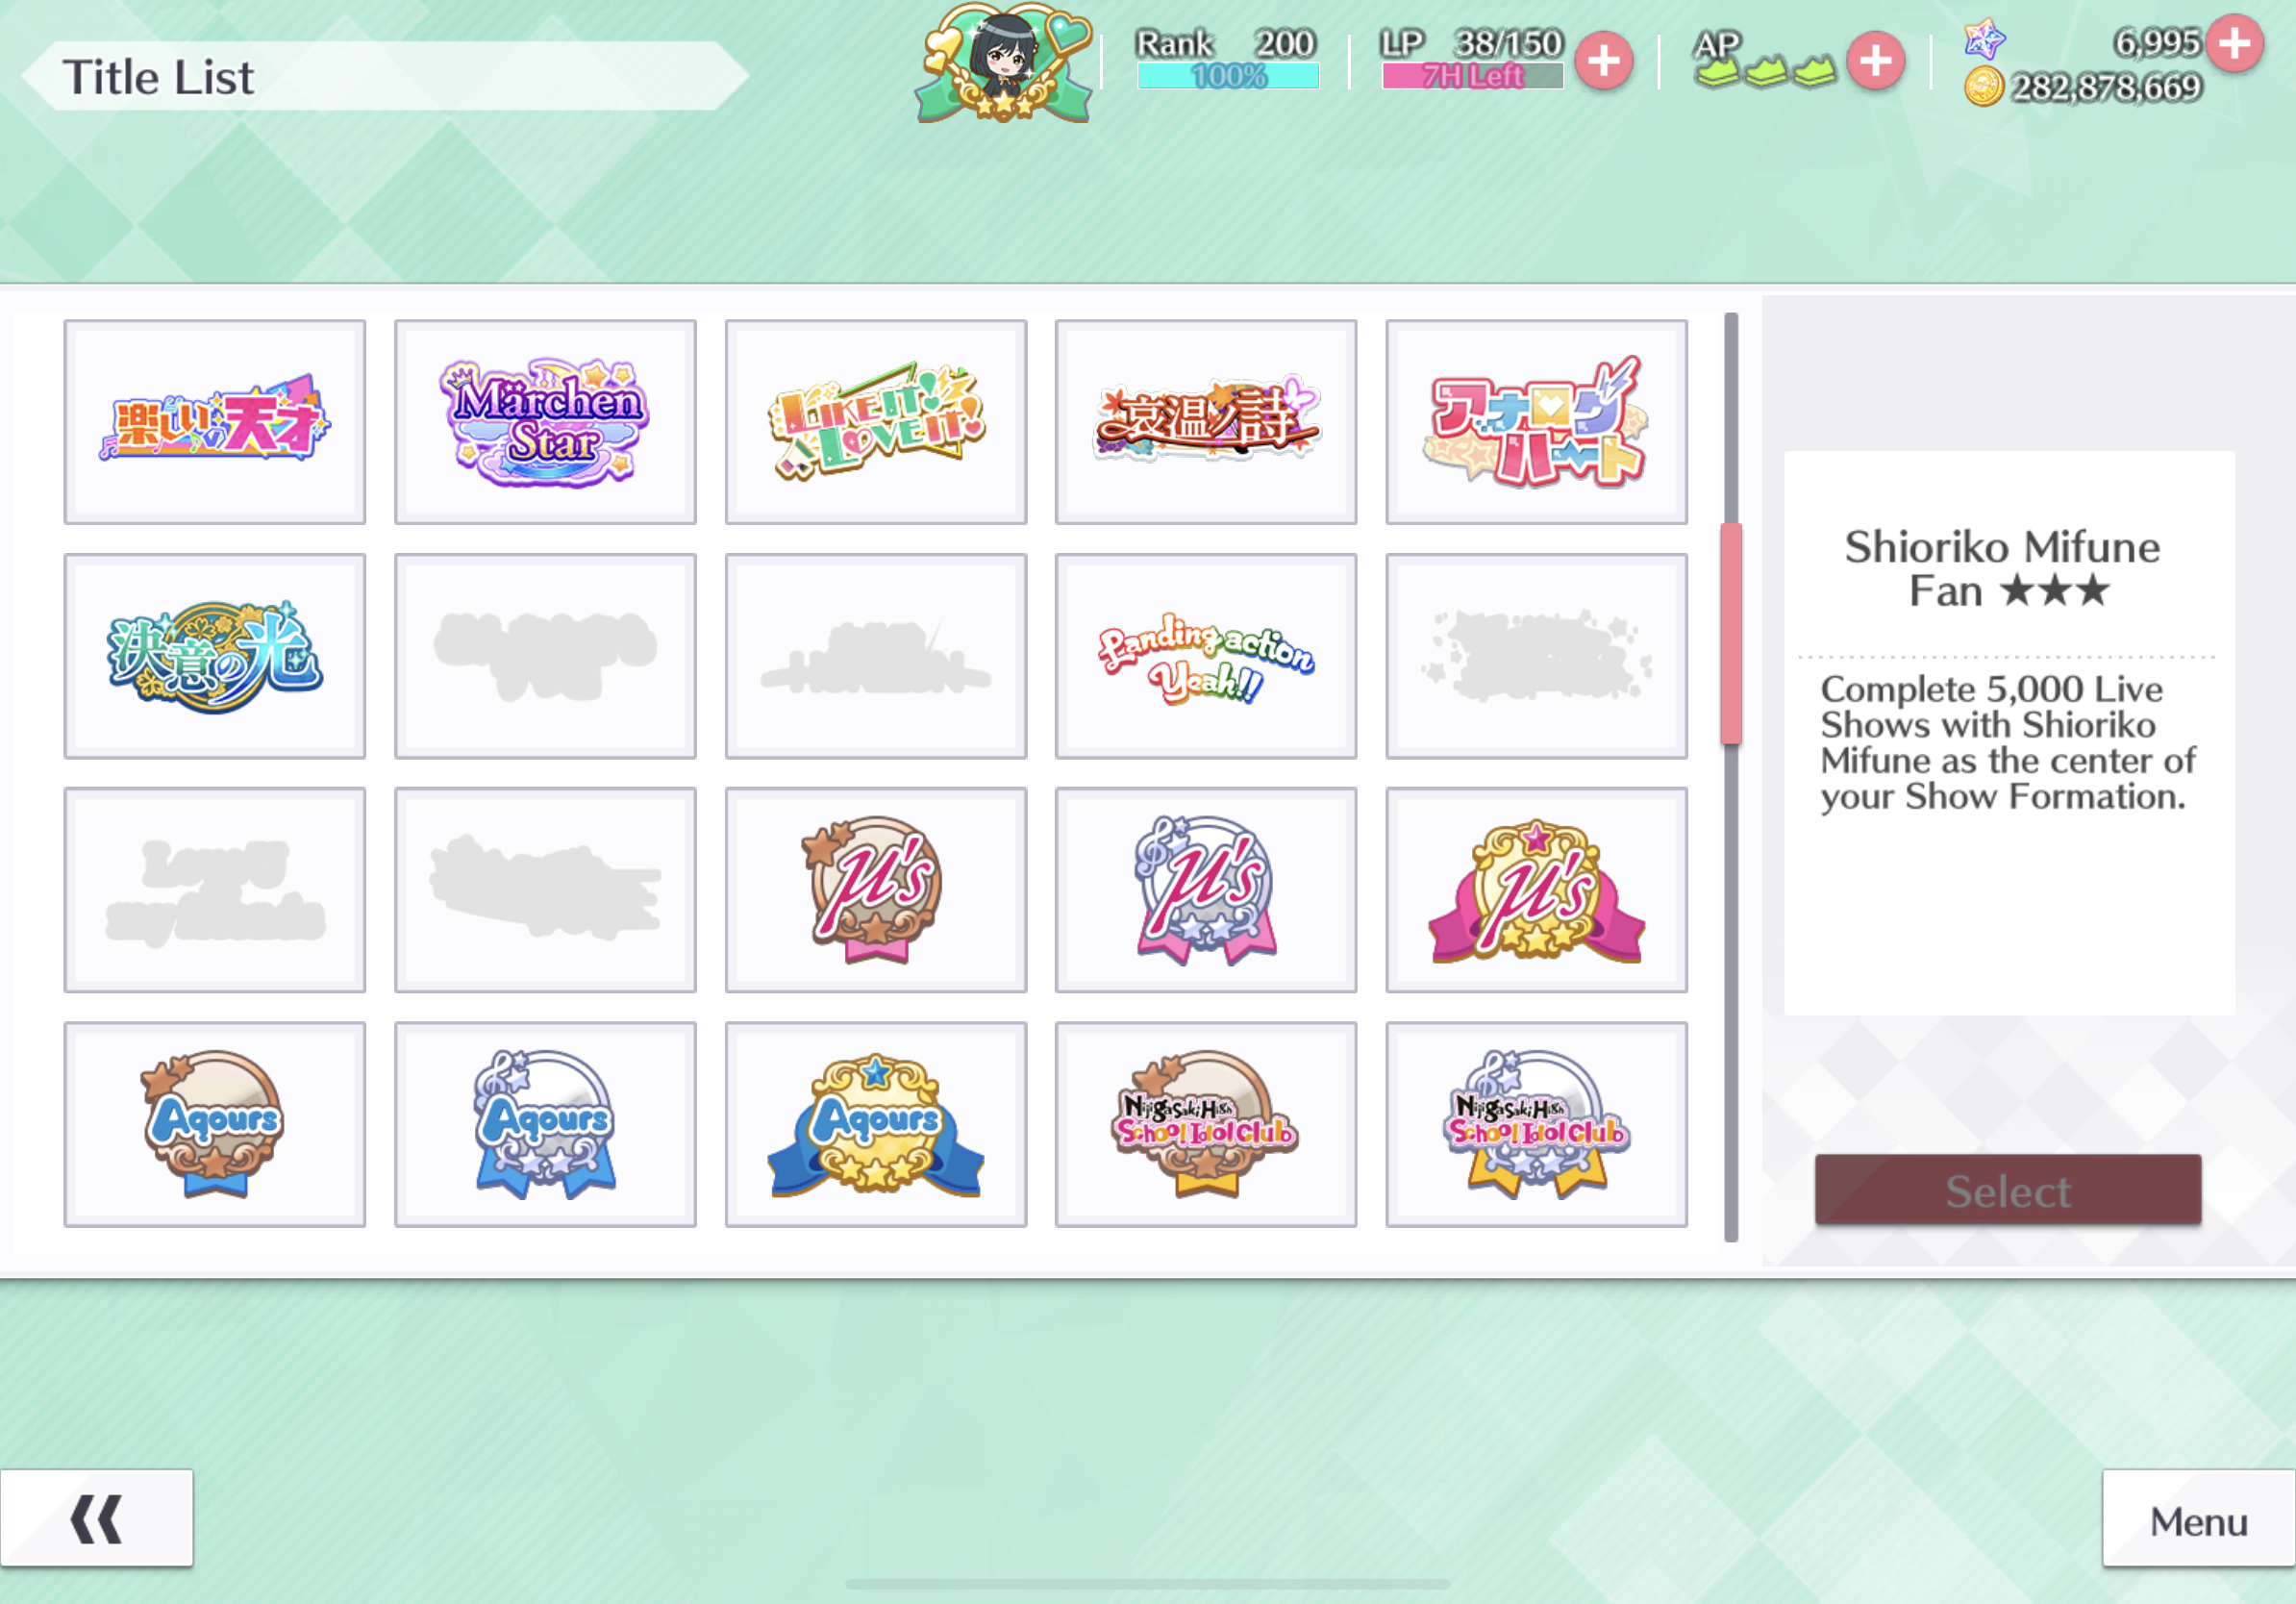 Title List
Rank 200
100%
LP 38/150
7H Left
AP
6,995
282,878,669
楽しいの天才
Märchen
Star
LIKE IT!
LOVE IT!
哀温ノ詩
アナログ
ハート
決意の光
Landing action
Yeah!!
μ's
μ's
μ's
Aqours
Aqours
Aqours
NijigaSaki High
School Idol Club
NijigaSaki High
School Idol Club
Shioriko Mifune
Fan ★★★
Complete 5,000 Live
Shows with Shioriko
Mifune as the center of
your Show Formation.
Select
Menu